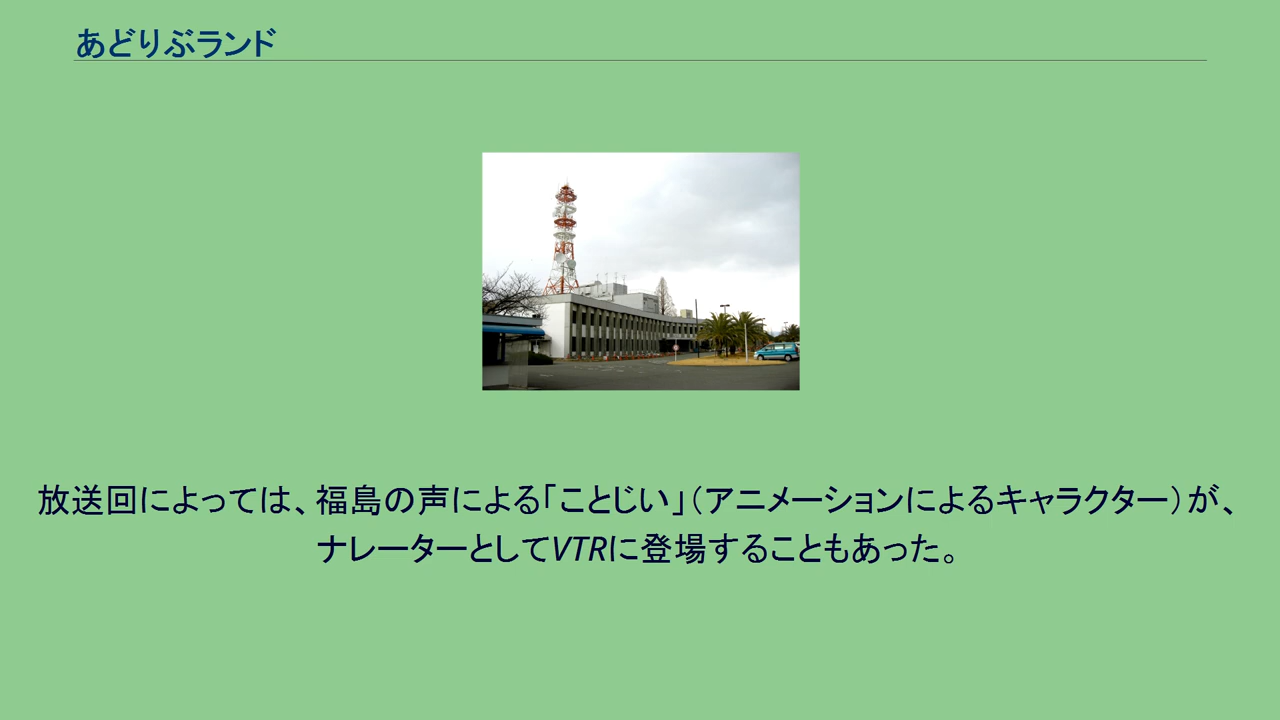 あどりぶランド
放送回によっては、福島の声による「ことじい」（アニメーションによるキャラクター）が、
ナレーターとしてVTRに登場することもあった。